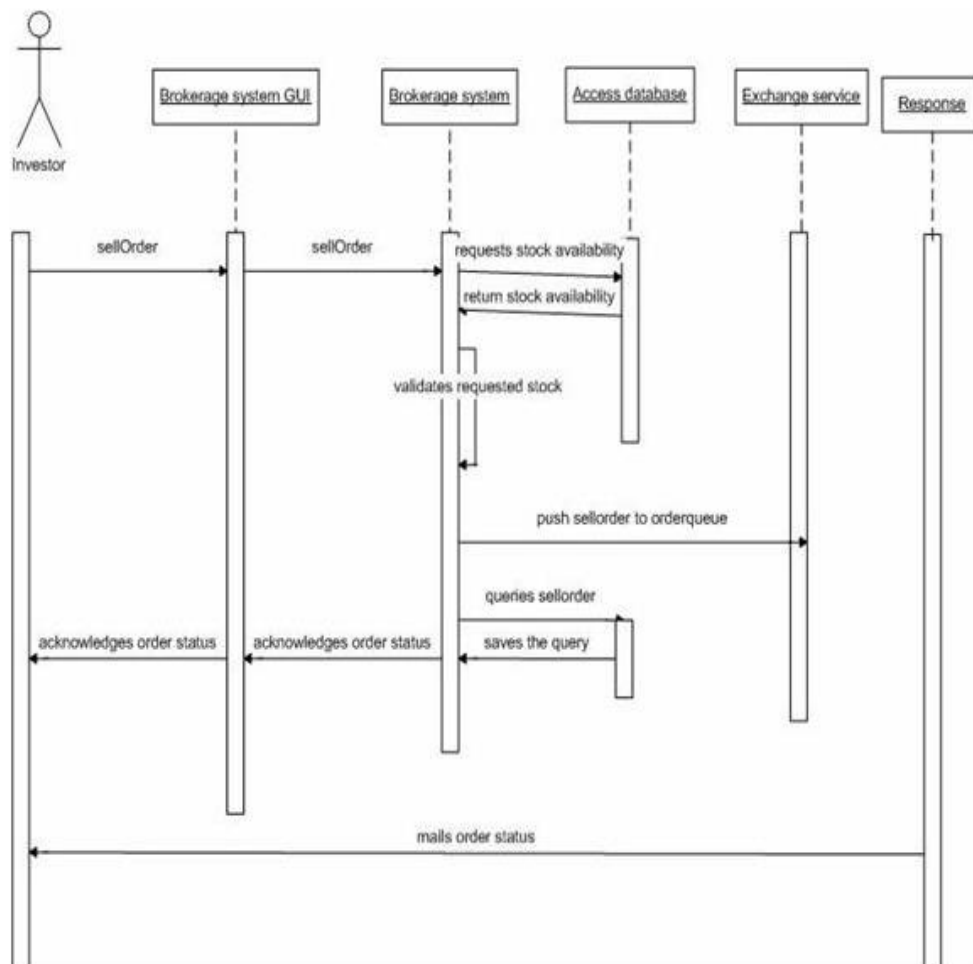 Brokerage system GUI
Brokerage system
Access database
Exchange service
Response
Investor
sellOrder
sellOrder
requests stock availability
return stock availability
validates requested stock
push sellorder to orderqueue
queries sellorder
acknowledges order status
acknowledges order status
saves the query
mails order status